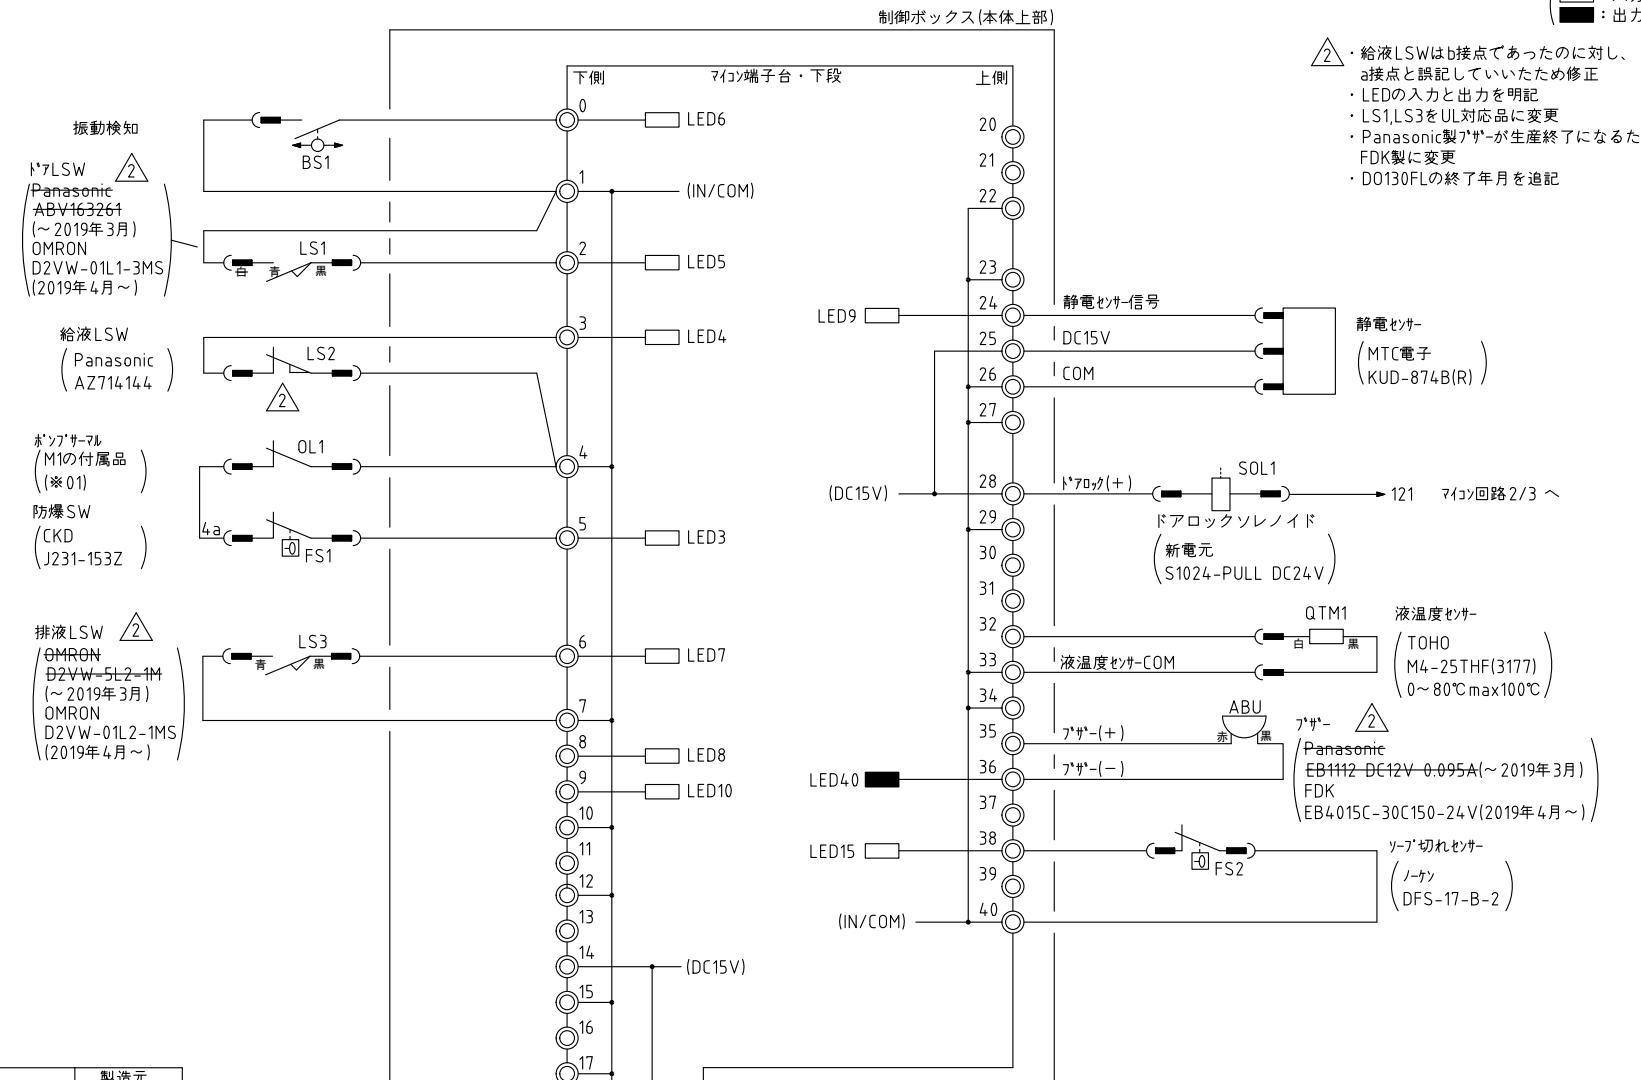 制御ボックス(本体上部)
：出力
2
・給液LSWはb接点であったのに対し、
a接点と誤記していいたため修正
・LEDの入力と出力を明記
・LS1,LS3をUL対応品に変更
・Panasonic製ﾌﾞｻﾞｰが生産終了になるた
FDK製に変更
・DO130FLの終了年月を追記
下側
ﾏｲｺﾝ端子台・下段
上側
振動検知
BS1
0
LED6
1
(IN/COM)
ﾄﾞｱLSW
2
Panasonic
ABV163261
(～2019年3月)
OMRON
D2VW-01L1-3MS
(2019年4月～)
白
青
LS1
黒
2
LED5
給液LSW
Panasonic
AZ714144
LS2
2
3
LED4
ﾎﾟﾝﾌﾟｻｰﾏﾙ
M1の付属品
(※01)
OL1
4
防爆SW
CKD
J231-153Z
4a
FS1
5
LED3
排液LSW
2
OMRON
D2VW-5L2-1M
(～2019年3月)
OMRON
D2VW-01L2-1MS
(2019年4月～)
青
LS3
黒
6
LED7
7
8
LED8
9
LED10
10
11
12
13
14
(DC15V)
15
16
17
20
21
22
23
LED9
24
静電ｾﾝｻｰ信号
25
DC15V
26
COM
27
静電ｾﾝｻｰ
MTC電子
KUD-874B(R)
(DC15V)
28
ﾄﾞｱﾛｯｸ(+)
SOL1
121
ﾏｲｺﾝ回路2/3 へ
ドアロックソレノイド
新電元
S1024-PULL DC24V
29
30
31
32
QTM1
白
黒
33
液温度ｾﾝｻｰCOM
液温度ｾﾝｻｰ
TOHO
M4-25THF(3177)
0～80℃max100℃
34
35
ﾌﾞｻﾞｰ(+)
ABU
赤
黒
LED40
36
ﾌﾞｻﾞｰ(－)
ﾌﾞｻﾞｰ
2
Panasonic
EB1112 DC12V 0.095A(～2019年3月)
FDK
EB4015C-30C150-24V(2019年4月～)
37
LED15
38
FS2
ｿｰﾌﾟ切れｾﾝｻｰ
ﾉｰｹﾝ
DFS-17-B-2
39
(IN/COM)
40
製造元